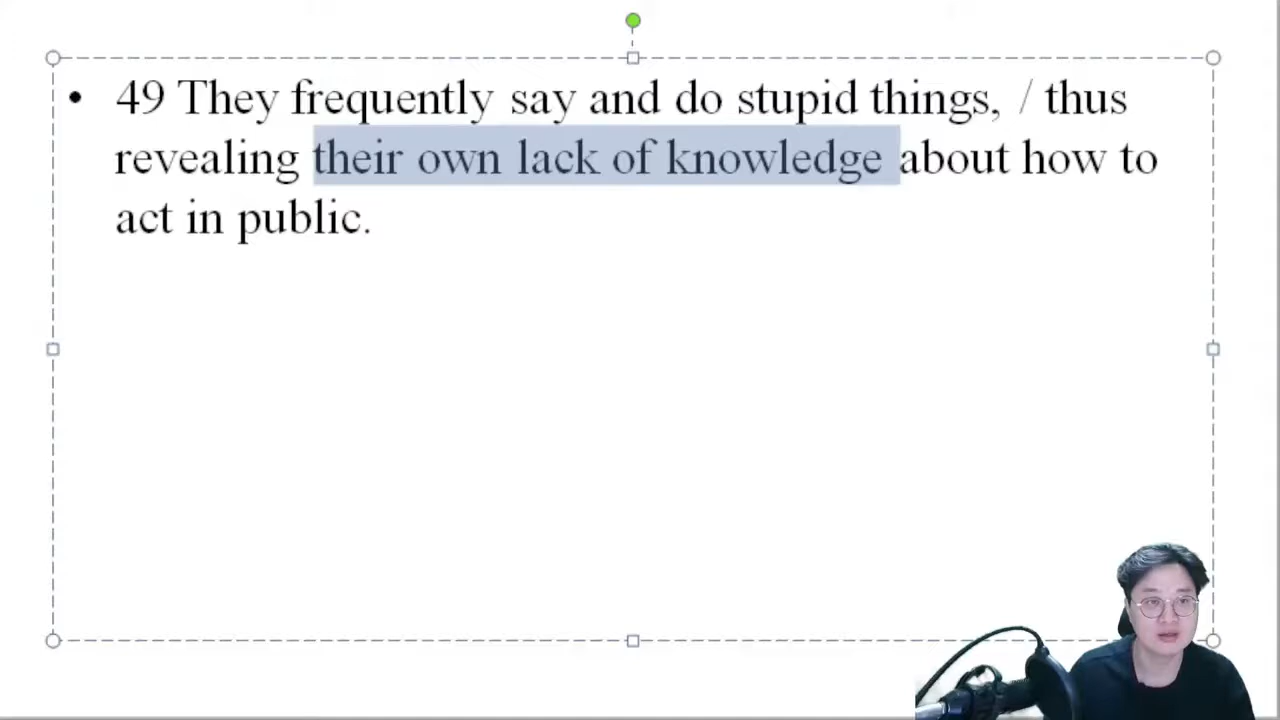 • 49 They frequently say and do stupid things, / thus
revealing their own lack of knowledge about how to
act in public.